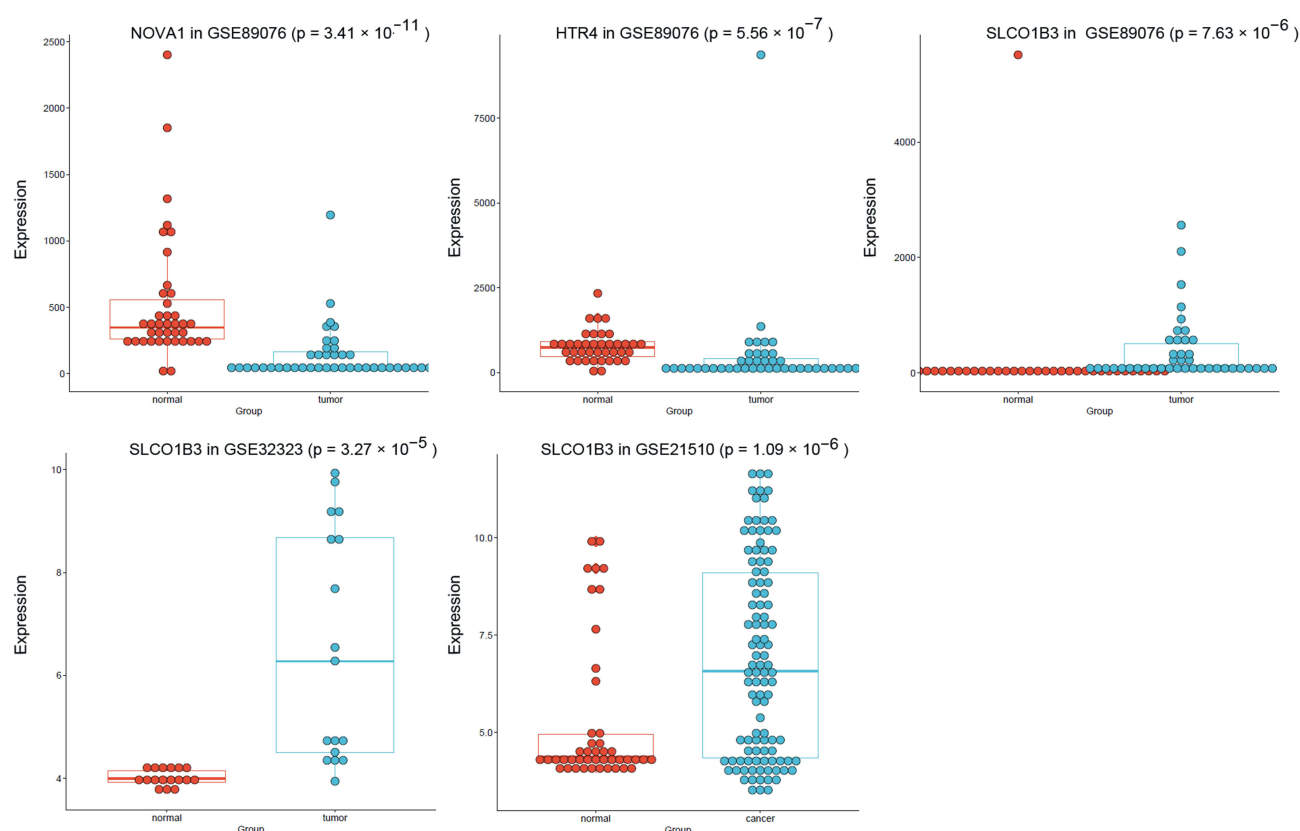 NOVA1 in GSE89076 (p = 3.41 × 10⁻¹¹ )
Expression
2500
2000
1500
1000
500
0
normal
tumor
Group
HTR4 in GSE89076 (p = 5.56 × 10⁻⁷ )
Expression
7500
5000
2500
0
normal
tumor
Group
SLCO1B3 in GSE89076 (p = 7.63 × 10⁻⁶ )
Expression
4000
2000
0
normal
tumor
Group
SLCO1B3 in GSE32323 (p = 3.27 × 10⁻⁵ )
Expression
10
8
6
4
normal
tumor
Group
SLCO1B3 in GSE21510 (p = 1.09 × 10⁻⁶ )
Expression
10.0
7.5
5.0
normal
cancer
Group